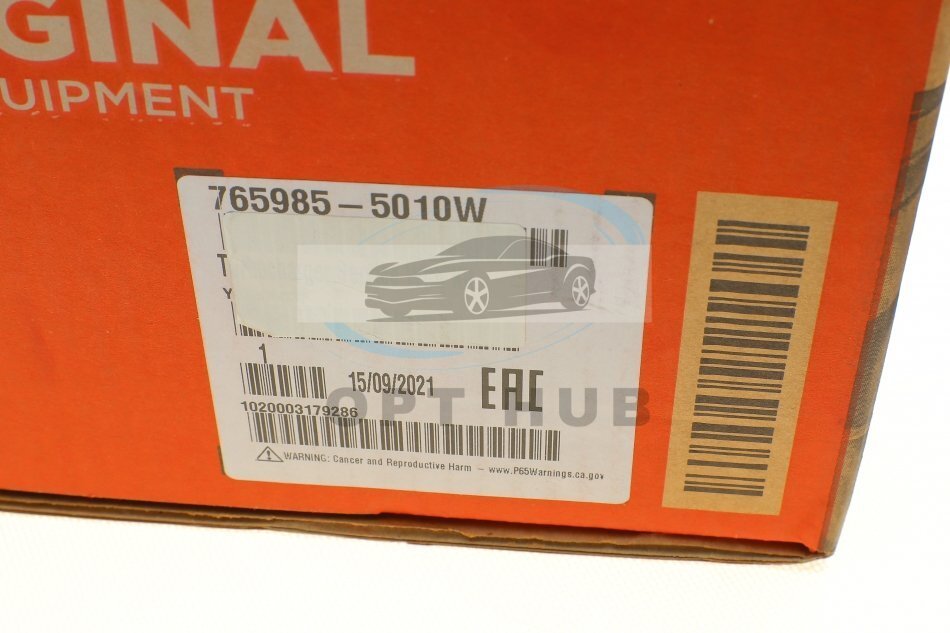 GINAL
UIPMENT
765985-5010W
T
Y
1
15/09/2021
EAC
1020003179286
OPT HUB
WARNING: Cancer and Reproductive Harm - www.P65Warnings.ca.gov